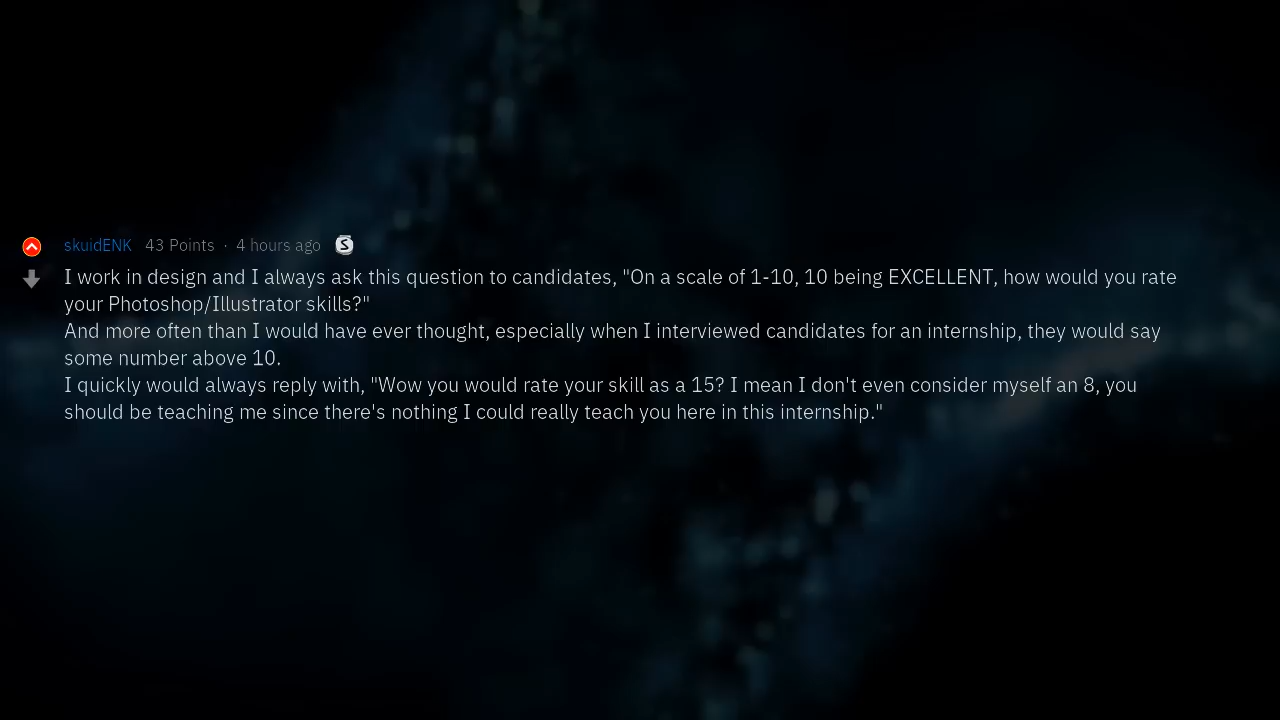 skuidENK 43 Points · 4 hours ago S
I work in design and I always ask this question to candidates, "On a scale of 1-10, 10 being EXCELLENT, how would you rate
your Photoshop/Illustrator skills?"
And more often than I would have ever thought, especially when I interviewed candidates for an internship, they would say
some number above 10.
I quickly would always reply with, "Wow you would rate your skill as a 15? I mean I don't even consider myself an 8, you
should be teaching me since there's nothing I could really teach you here in this internship."